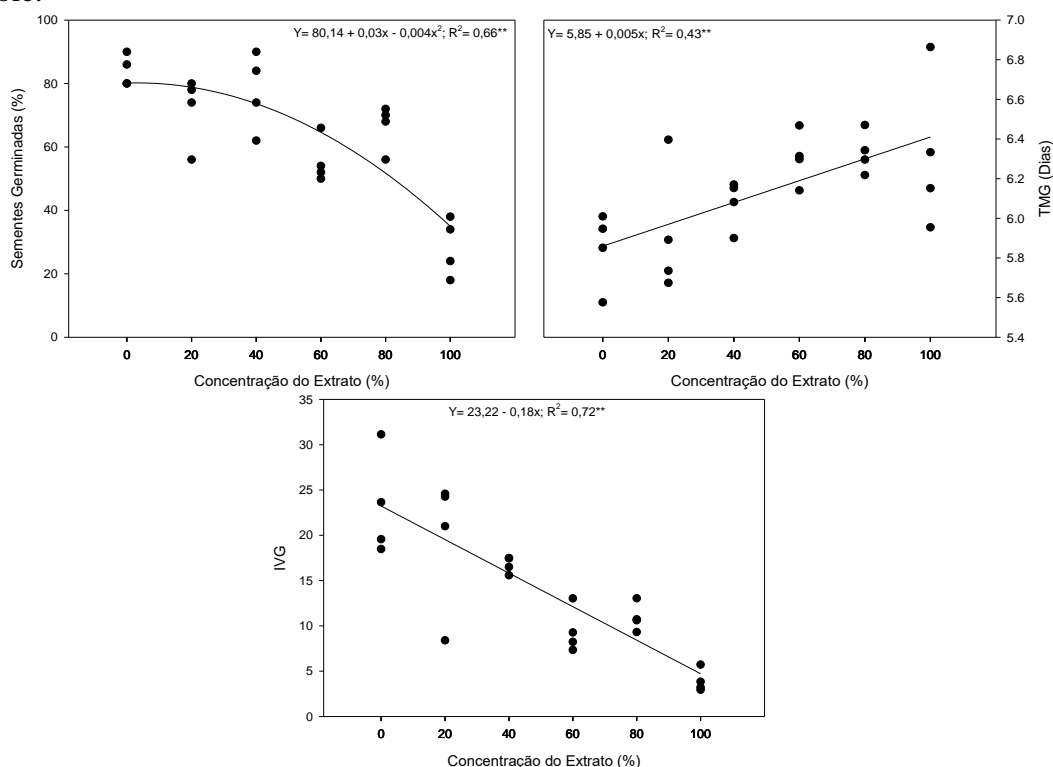 Y= 80,14 + 0,03x - 0,004x²; R²= 0,66**
100
80
60
40
20
0
Sementes Germinadas (%)
0 20 40 60 80 100
Concentração do Extrato (%)
Y= 5,85 + 0,005x; R²= 0,43**
7.0
6.8
6.6
6.4
6.2
6.0
5.8
5.6
5.4
TMG (Dias)
0 20 40 60 80 100
Concentração do Extrato (%)
Y= 23,22 - 0,18x; R²= 0,72**
35
30
25
20
15
10
5
0
IVG
0 20 40 60 80 100
Concentração do Extrato (%)